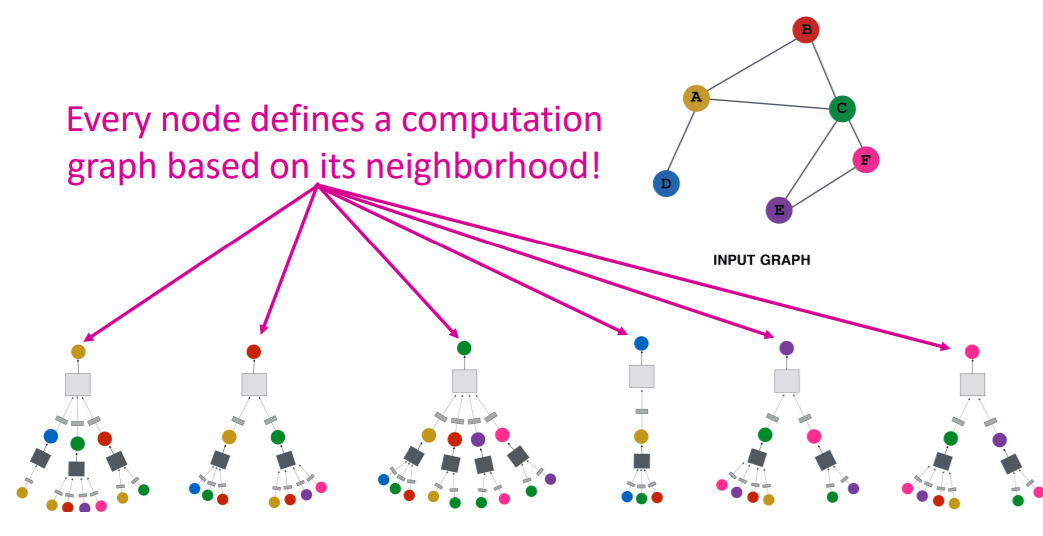 B
A
C
Every node defines a computation
graph based on its neighborhood!
F
D
E
INPUT GRAPH